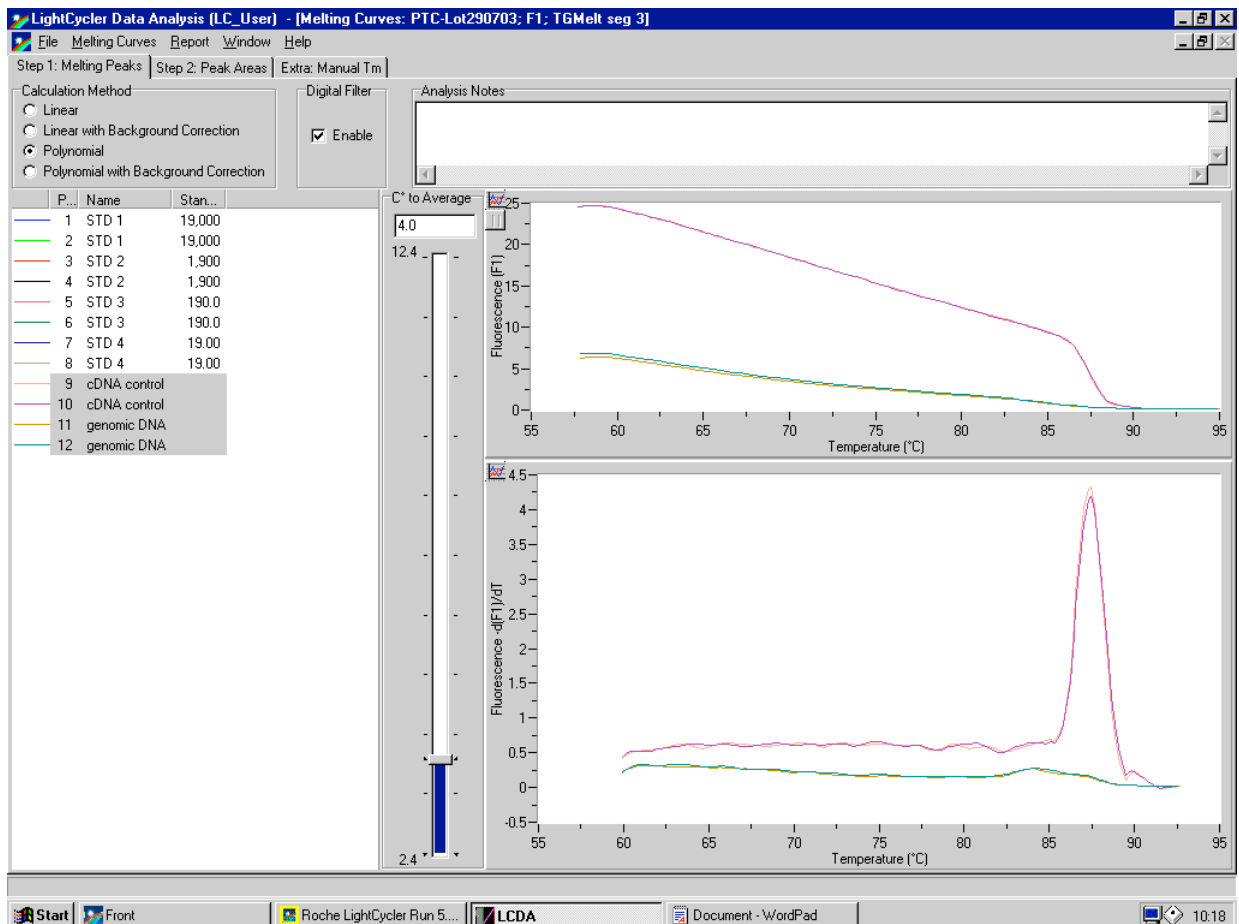 LightCycler Data Analysis (LC_User) - [Melting Curves: PTC-Lot290703; F1; TGMelt seg 3]
File Melting Curves Report Window Help
Step 1: Melting Peaks Step 2: Peak Areas Extra: Manual Tm
Calculation Method
Linear
Linear with Background Correction
Polynomial
Polynomial with Background Correction
Digital Filter
Enable
Analysis Notes
P... Name Stan...
1 STD 1 19,000
2 STD 1 19,000
3 STD 2 1,900
4 STD 2 1,900
5 STD 3 190.0
6 STD 3 190.0
7 STD 4 19.00
8 STD 4 19.00
9 cDNA control
10 cDNA control
11 genomic DNA
12 genomic DNA
C° to Average
4.0
12.4
2.4
25
20
15
10
5
0
Fluorescence (F1)
55 60 65 70 75 80 85 90 95
Temperature (°C)
4.5
4
3.5
3
2.5
2
1.5
1
0.5
0
-0.5
Fluorescence -d(F1)/dT
55 60 65 70 75 80 85 90 95
Temperature (°C)
Start Front Roche LightCycler Run 5.... LCDA Document - WordPad 10:18